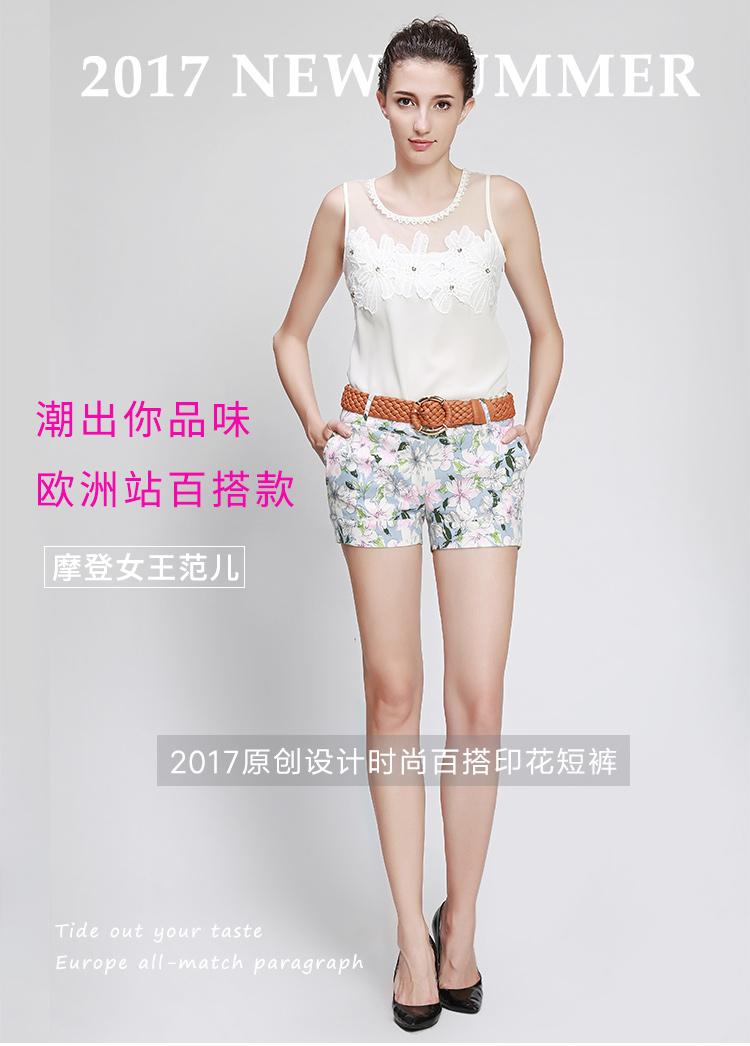 2017 NEW SUMMER
潮出你品味
欧洲站百搭款
摩登女王范儿
2017原创设计时尚百搭印花短裤
Tide out your taste
Europe all-match paragraph